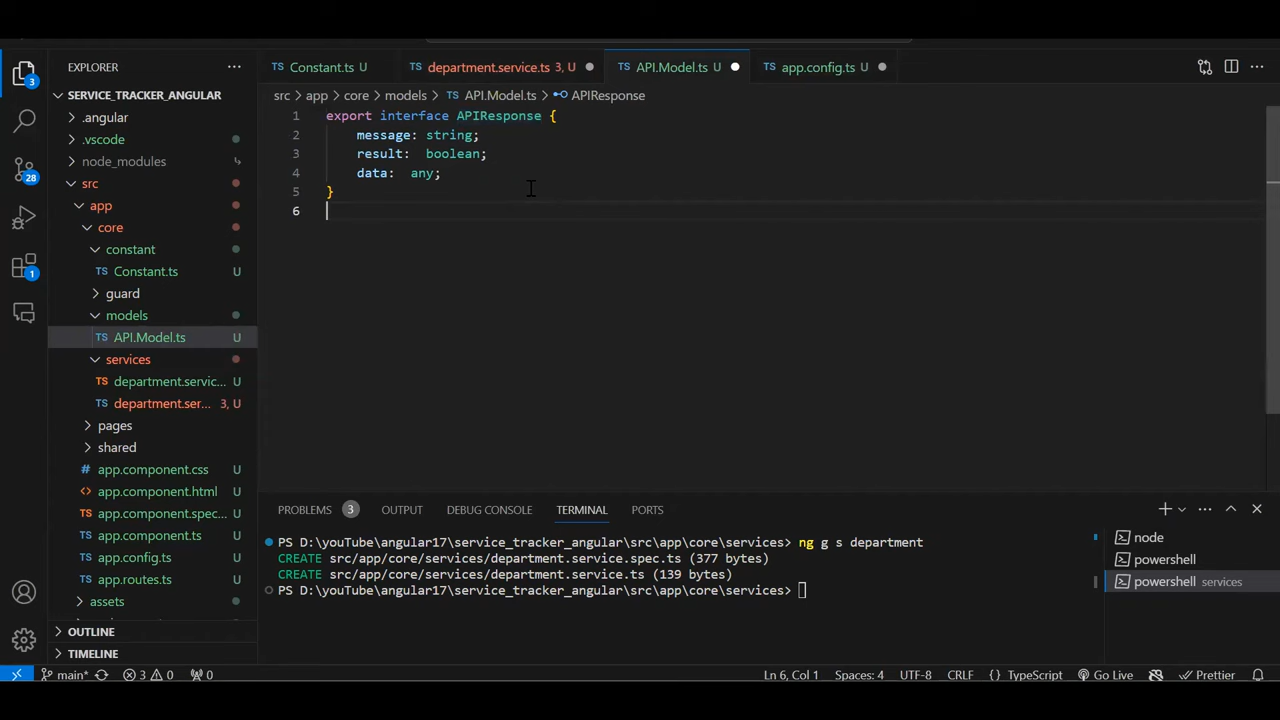 EXPLORER
SERVICE_TRACKER_ANGULAR
.angular
.vscode
node_modules
src
app
core
constant
Constant.ts U
guard
models
API.Model.ts U
services
department.servic... U
department.ser... 3, U
pages
shared
app.component.css U
app.component.html U
app.component.spec... U
app.component.ts U
app.config.ts U
app.routes.ts U
assets
OUTLINE
TIMELINE
3
28
1
TS Constant.ts U
TS department.service.ts 3, U
TS API.Model.ts U
TS app.config.ts U
src > app > core > models > TS API.Model.ts > APIResponse
1 export interface APIResponse {
2 message: string;
3 result:  boolean;
4 data:  any;
5 }
6
PROBLEMS 3 OUTPUT DEBUG CONSOLE TERMINAL PORTS
PS D:\youTube\angular17\service_tracker_angular\src\app\core\services> ng g s department
CREATE src/app/core/services/department.service.spec.ts (377 bytes)
CREATE src/app/core/services/department.service.ts (139 bytes)
PS D:\youTube\angular17\service_tracker_angular\src\app\core\services>
node
powershell
powershell services
main* 3 0 0 Ln 6, Col 1 Spaces: 4 UTF-8 CRLF {} TypeScript Go Live Prettier